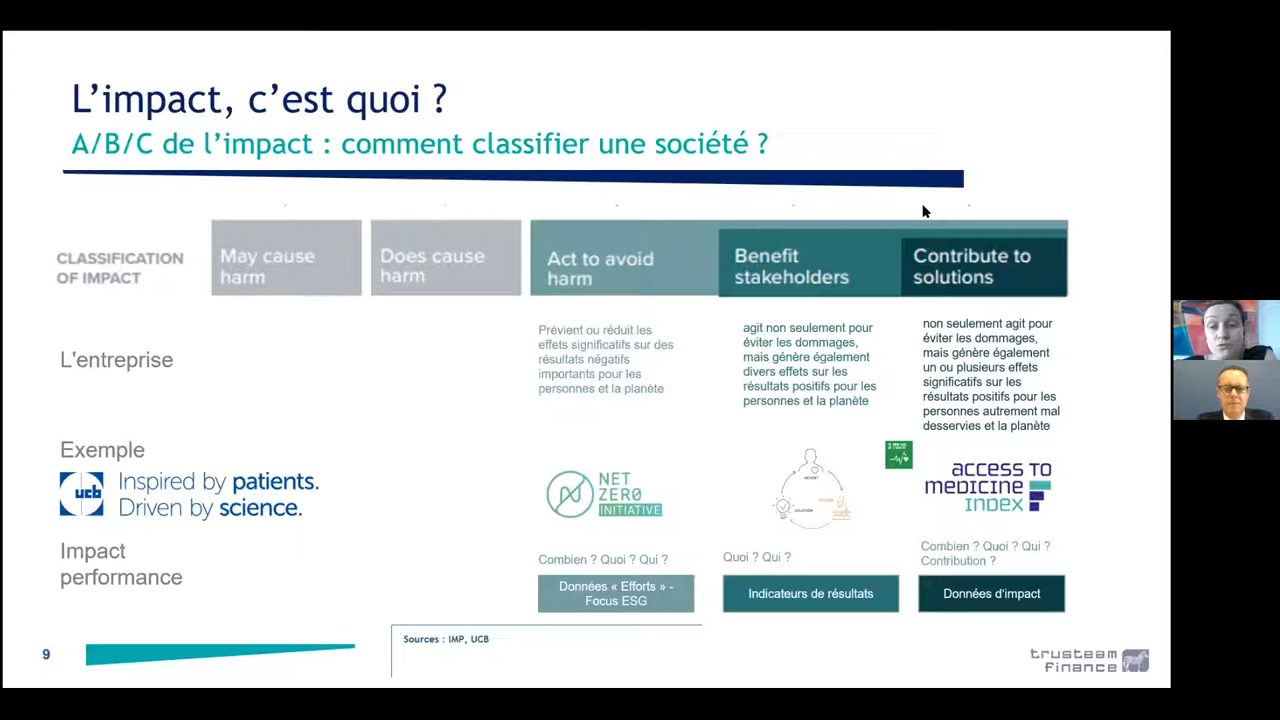 L'impact, c'est quoi ?
A/B/C de l'impact : comment classifier une société ?
CLASSIFICATION
OF IMPACT
May cause
harm
Does cause
harm
Act to avoid
harm
Benefit
stakeholders
Contribute to
solutions
L'entreprise
Prévient ou réduit les
effets significatifs sur des
résultats négatifs
importants pour les
personnes et la planète
agit non seulement pour
éviter les dommages,
mais génère également
divers effets sur les
résultats positifs pour les
personnes et la planète
non seulement agit pour
éviter les dommages,
mais génère également
un ou plusieurs effets
significatifs sur les
résultats positifs pour les
personnes autrement mal
desservies et la planète
Exemple
ucb
Inspired by patients.
Driven by science.
NET
ZERO
INITIATIVE
PATIENT
SOLUTION
3
ACCESS TO
MEDICINE
INDEX
Impact
performance
Combien ? Quoi ? Qui ?
Quoi ? Qui ?
Combien ? Quoi ? Qui ?
Contribution ?
Données « Efforts » -
Focus ESG
Indicateurs de résultats
Données d'impact
Sources : IMP, UCB
9
trusteam
finance